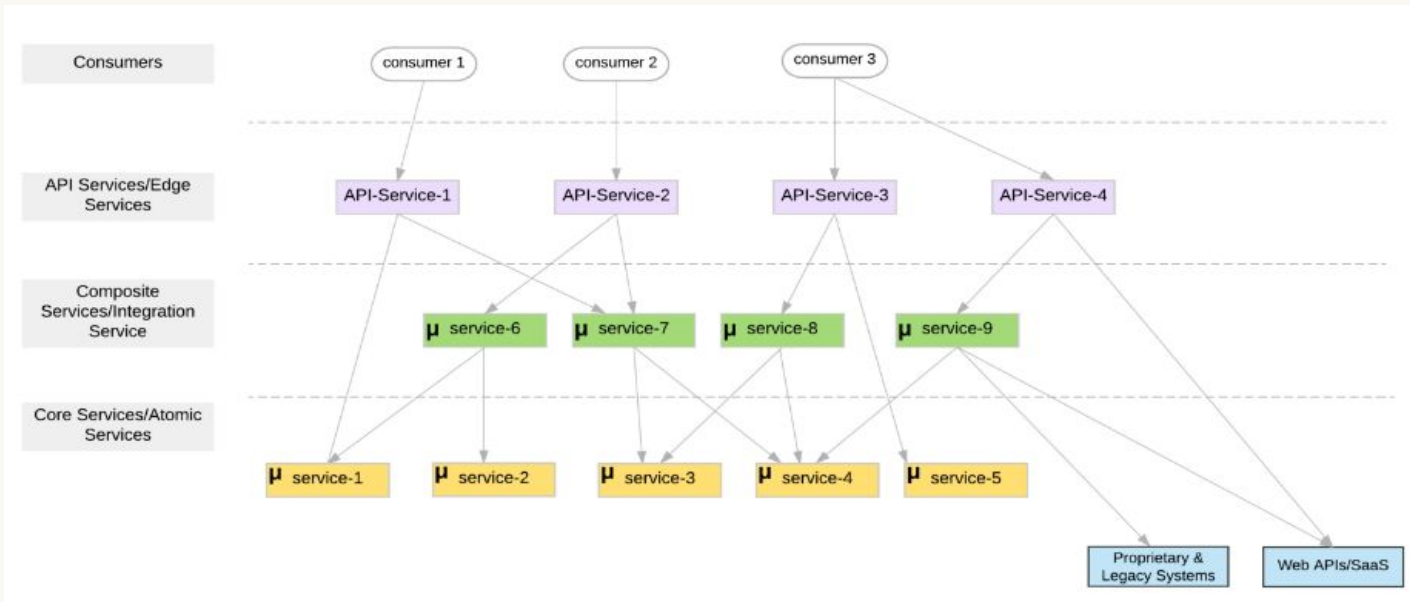 Consumers
consumer 1
consumer 2
consumer 3
API Services/Edge
Services
API-Service-1
API-Service-2
API-Service-3
API-Service-4
Composite
Services/Integration
Service
μ service-6
μ service-7
μ service-8
μ service-9
Core Services/Atomic
Services
μ service-1
μ service-2
μ service-3
μ service-4
μ service-5
Proprietary &
Legacy Systems
Web APIs/SaaS